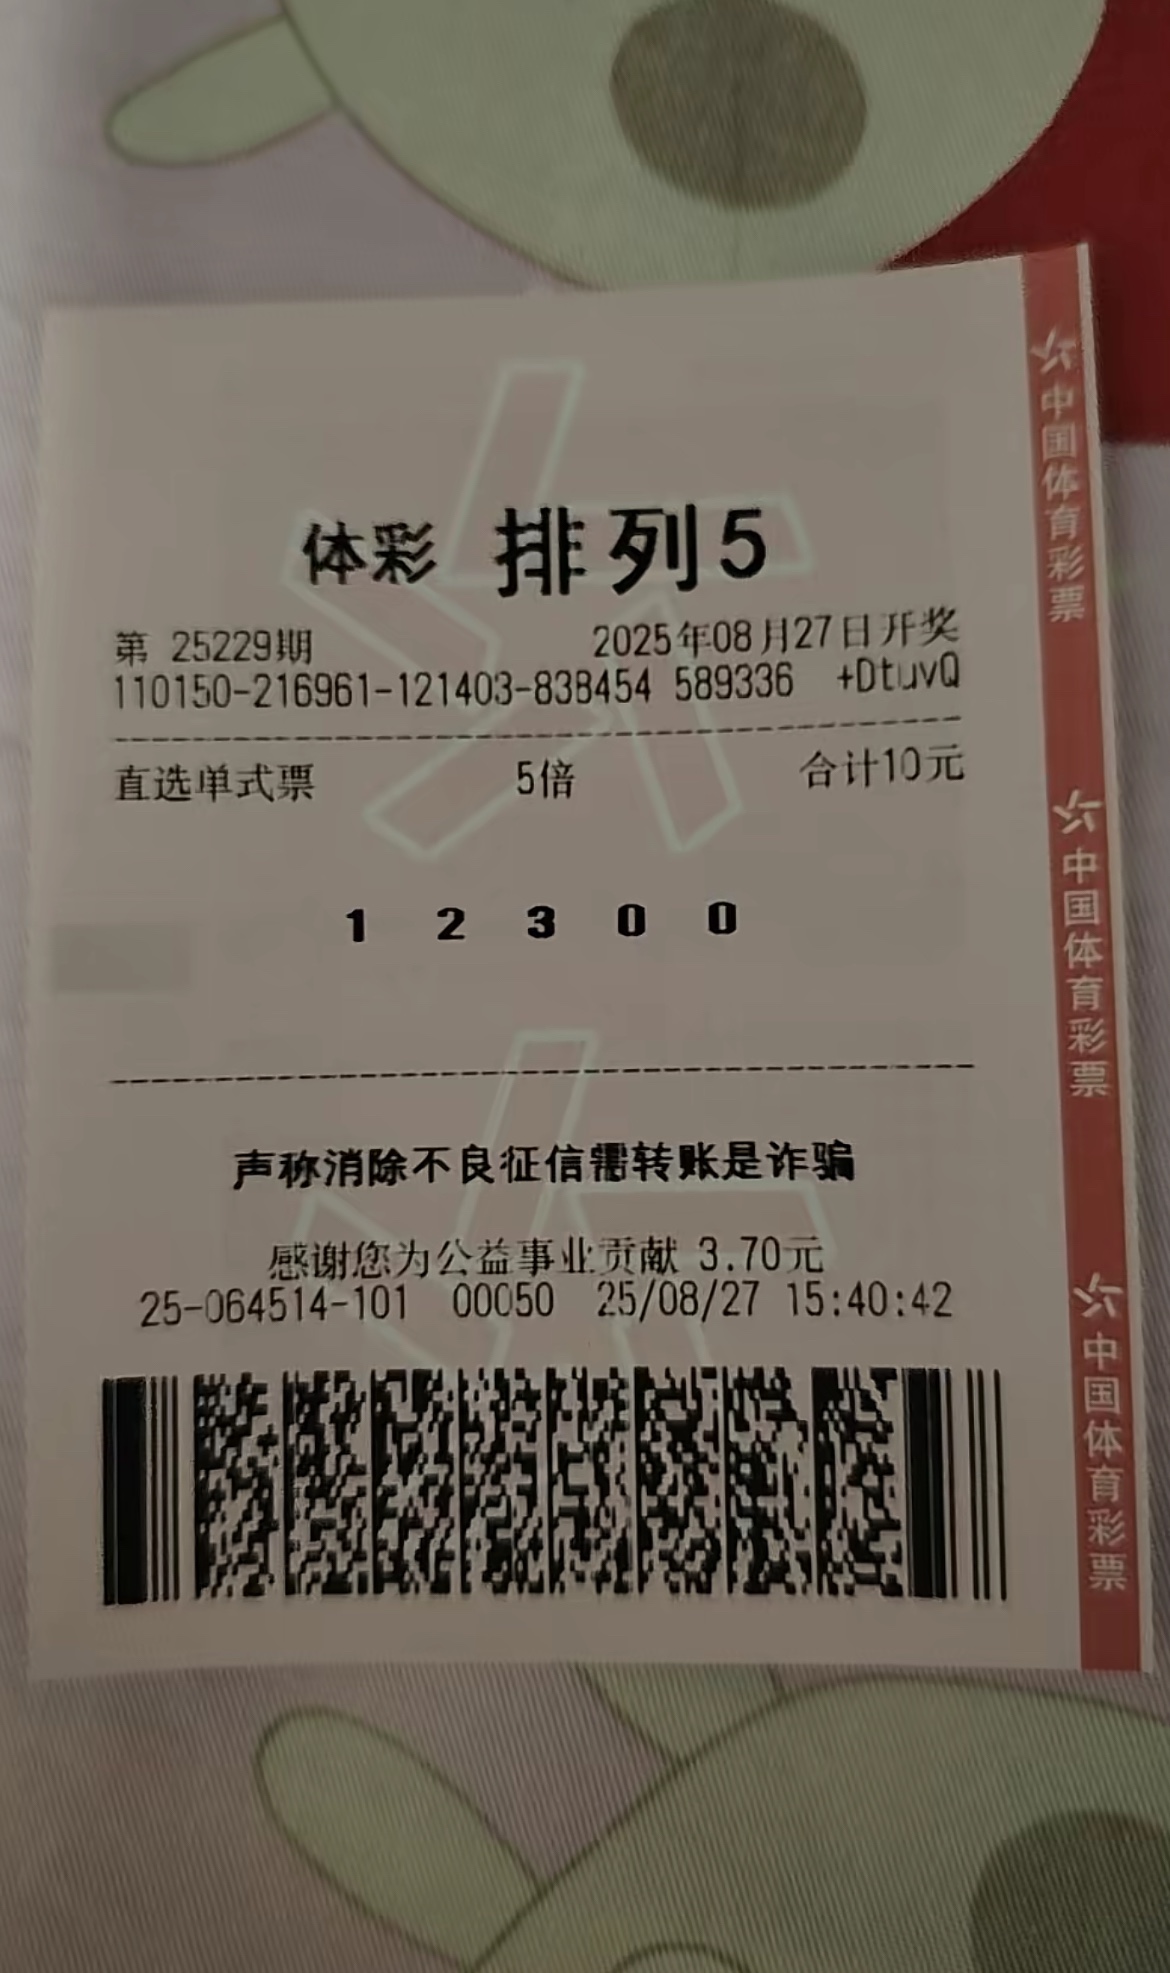 体彩 排列5
第 25229期 2025年08月27日开奖
110150-216961-121403-838454 589336 +DtuvQ
直选单式票 5倍 合计10元
1 2 3 0 0
声称消除不良征信需转账是诈骗
感谢您为公益事业贡献 3.70元
25-064514-101 00050 25/08/27 15:40:42
中国体育彩票
中国体育彩票
中国体育彩票